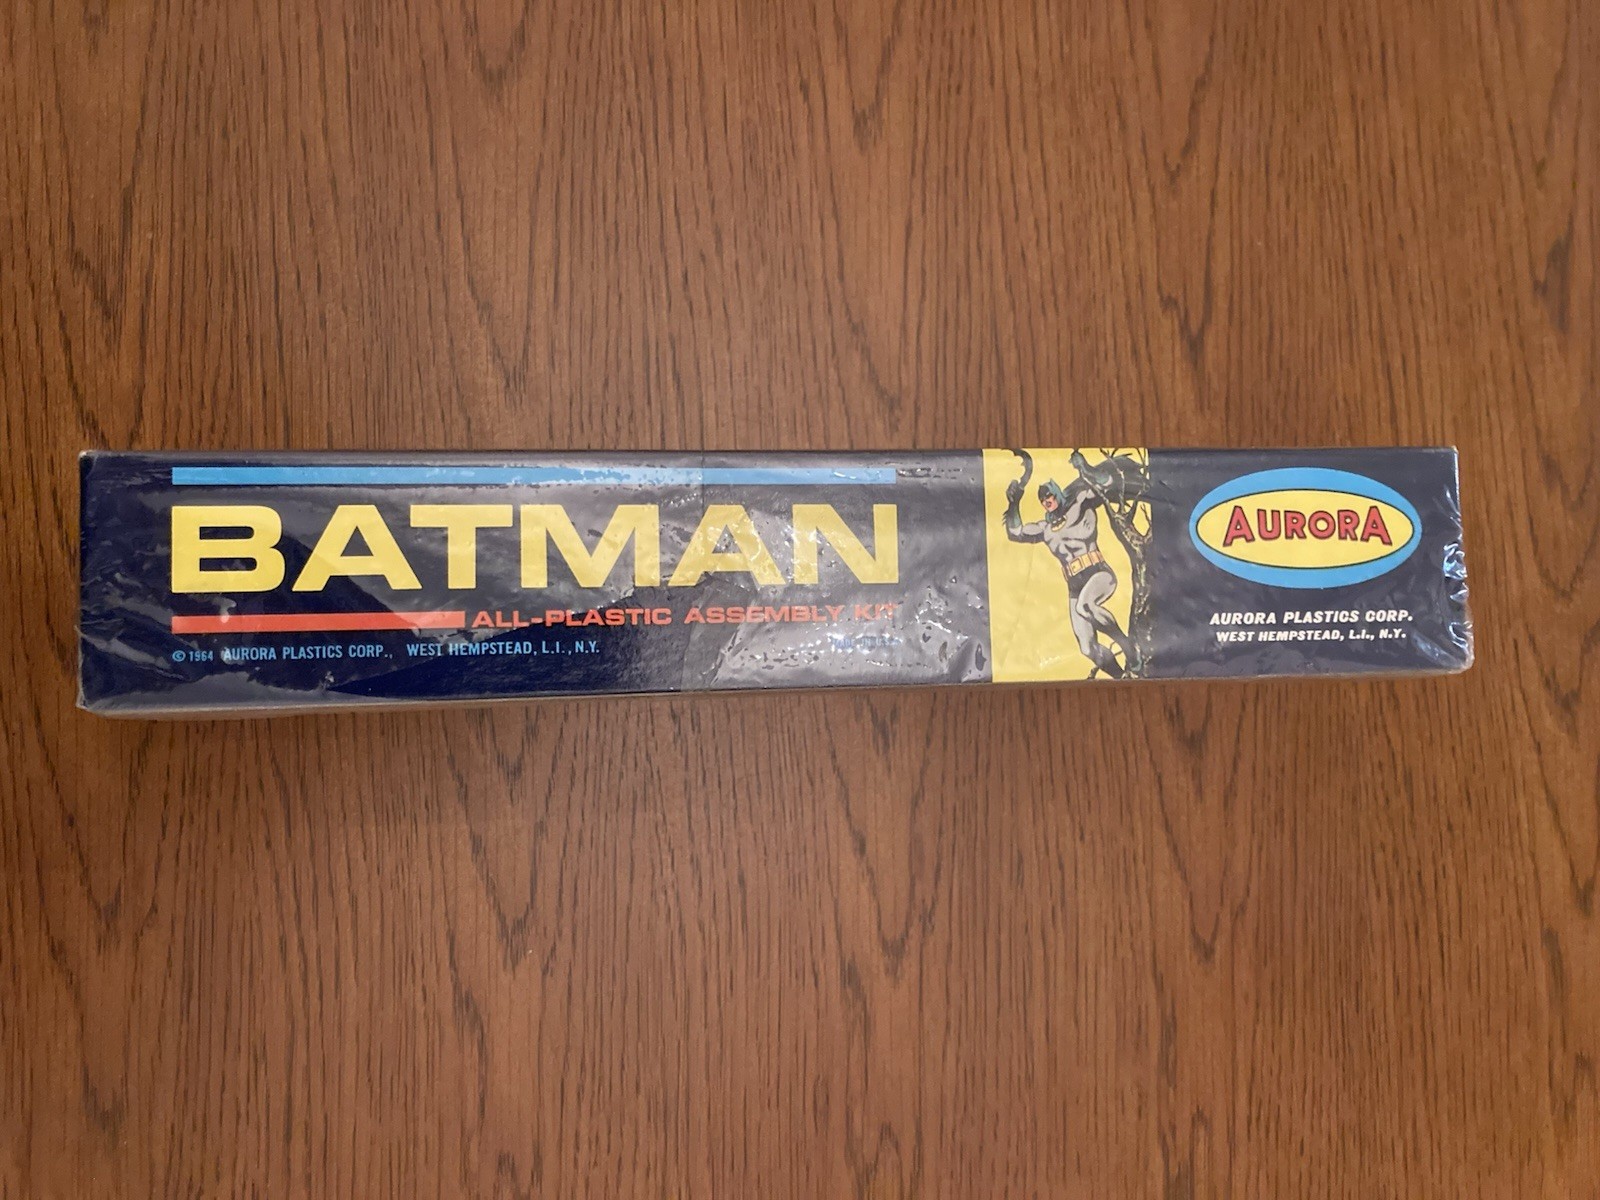 BATMAN
ALL-PLASTIC ASSEMBLY KIT
© 1964 AURORA PLASTICS CORP., WEST HEMPSTEAD, L.I., N.Y.
AURORA
AURORA PLASTICS CORP.
WEST HEMPSTEAD, L.I., N.Y.